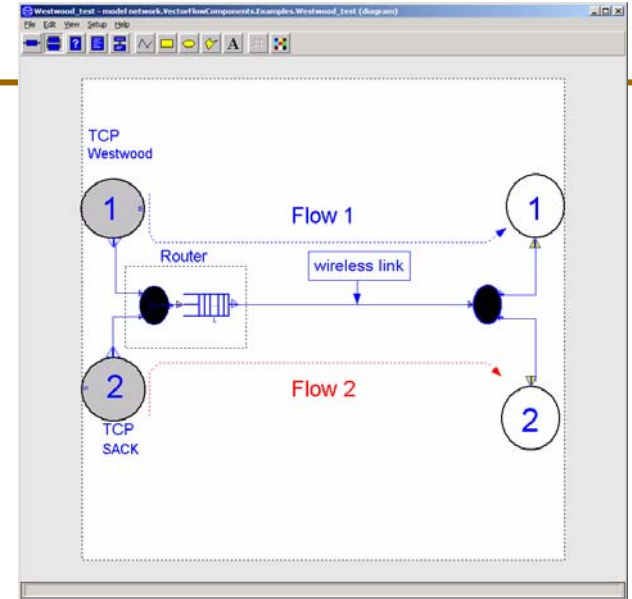 Westwood_test - model network.VectorFlowComponents.Examples.Westwood_test (diagram)
File Edit View Setup Help
A
TCP
Westwood
1
Flow 1
1
Router
wireless link
L
2
Flow 2
2
TCP
SACK